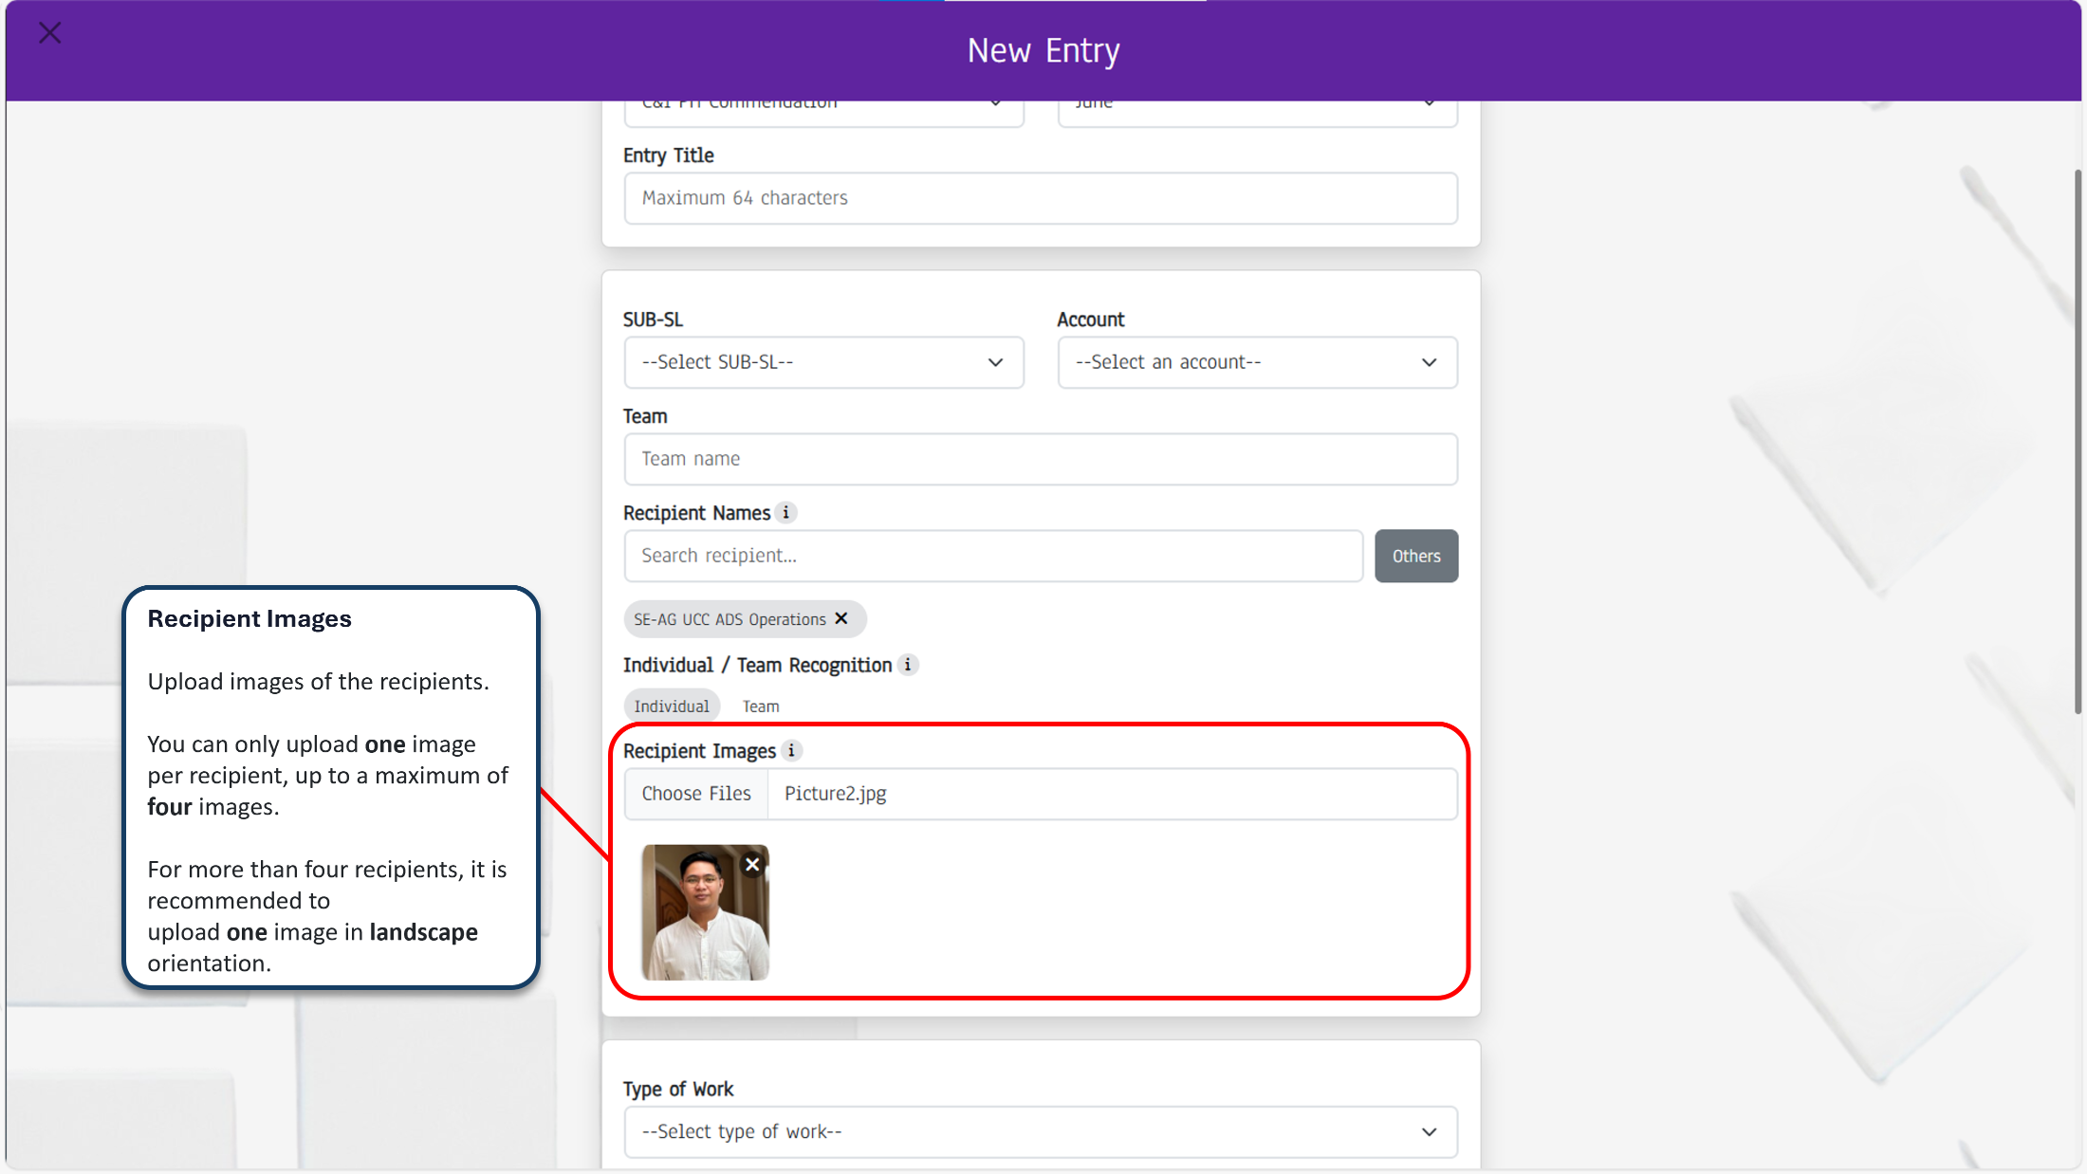 New Entry
C&I PH Commendation
June
Entry Title
Maximum 64 characters
SUB-SL
Account
--Select SUB-SL--
--Select an account--
Team
Team name
Recipient Names i
Search recipient...
Others
SE-AG UCC ADS Operations
Individual / Team Recognition i
Individual
Team
Recipient Images i
Choose Files
Picture2.jpg
Type of Work
--Select type of work--
Recipient Images
Upload images of the recipients.
You can only upload one image
per recipient, up to a maximum of
four images.
For more than four recipients, it is
recommended to
upload one image in landscape
orientation.